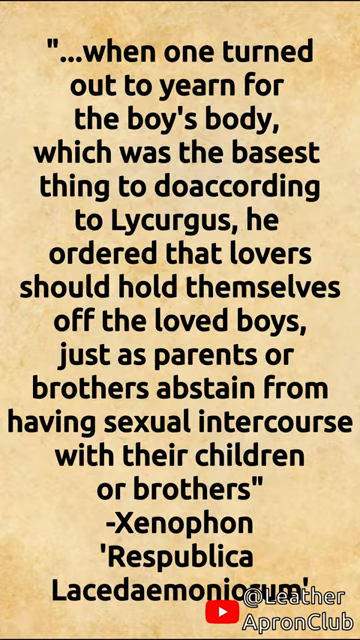 "...when one turned
out to yearn for
the boy's body,
which was the basest
thing to doaccording
to Lycurgus, he
ordered that lovers
should hold themselves
off the loved boys,
just as parents or
brothers abstain from
having sexual intercourse
with their children
or brothers"
-Xenophon
'Respublica
Lacedaemoniorum'
@Leather
ApronClub